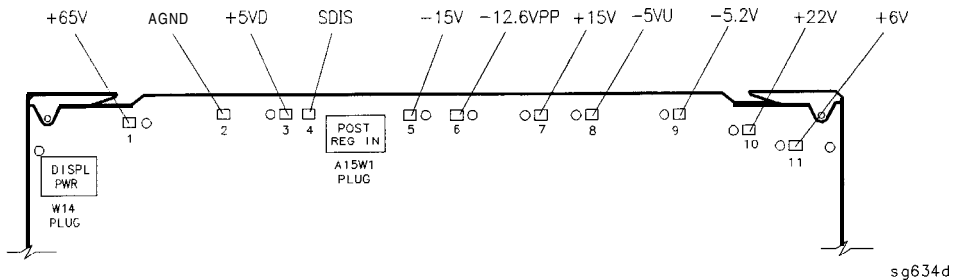 +65V AGND +5VD SDIS -15V -12.6VPP +15V -5VU -5.2V +22V +6V
1 2 3 4 5 6 7 8 9 10 11
POST
REG IN
A15W1
PLUG
DISPL
PWR
W14
PLUG
sg634d